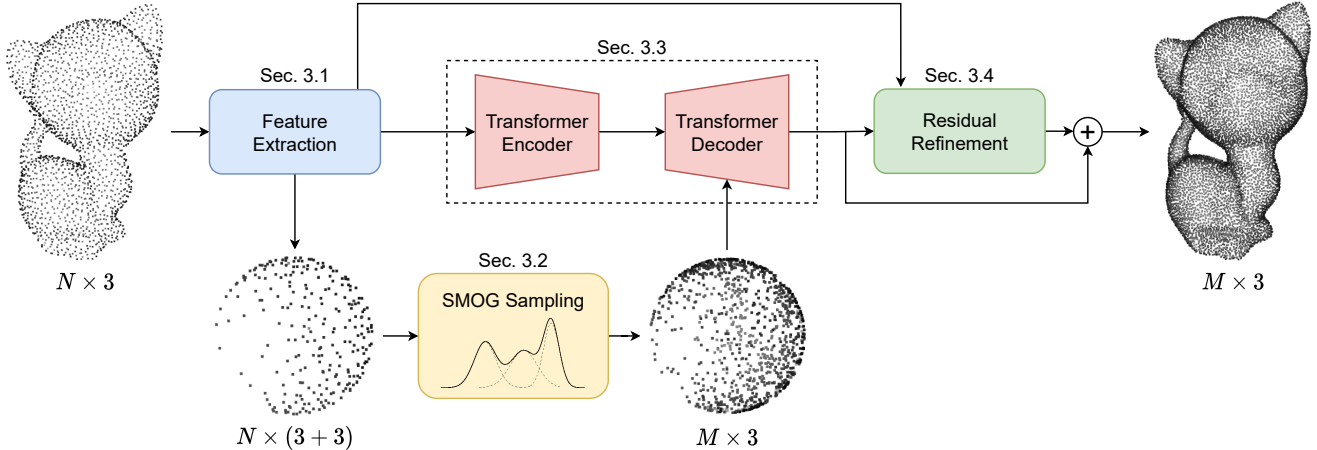 Sec. 3.3
Sec. 3.1
Sec. 3.4
Feature
Extraction
Transformer
Encoder
Transformer
Decoder
Residual
Refinement
+
N × 3
Sec. 3.2
M × 3
SMOG Sampling
N × (3 + 3)
M × 3